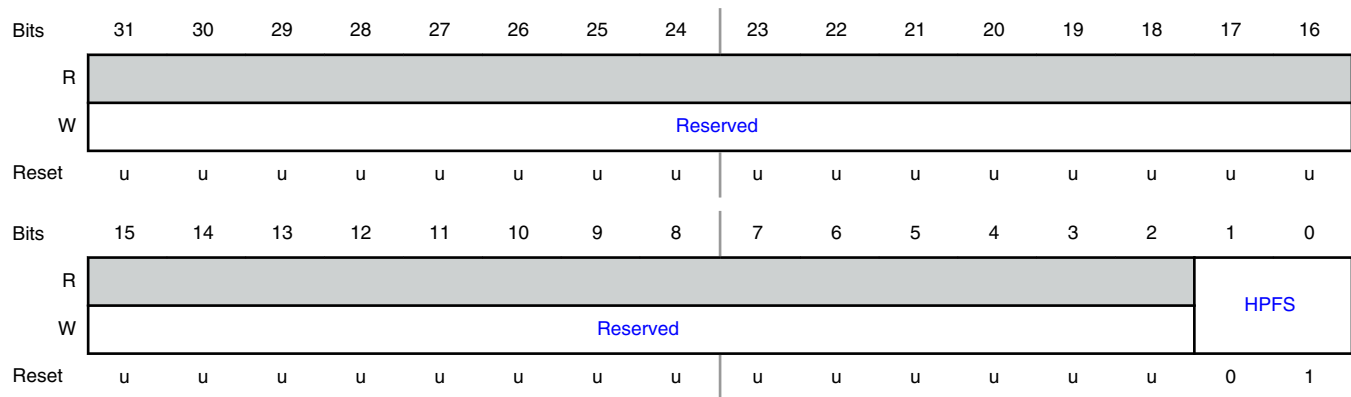 Bits 31 30 29 28 27 26 25 24 23 22 21 20 19 18 17 16
R
W Reserved
Reset u u u u u u u u u u u u u u u u
Bits 15 14 13 12 11 10 9 8 7 6 5 4 3 2 1 0
R
HPFS
W Reserved
Reset u u u u u u u u u u u u u u 0 1